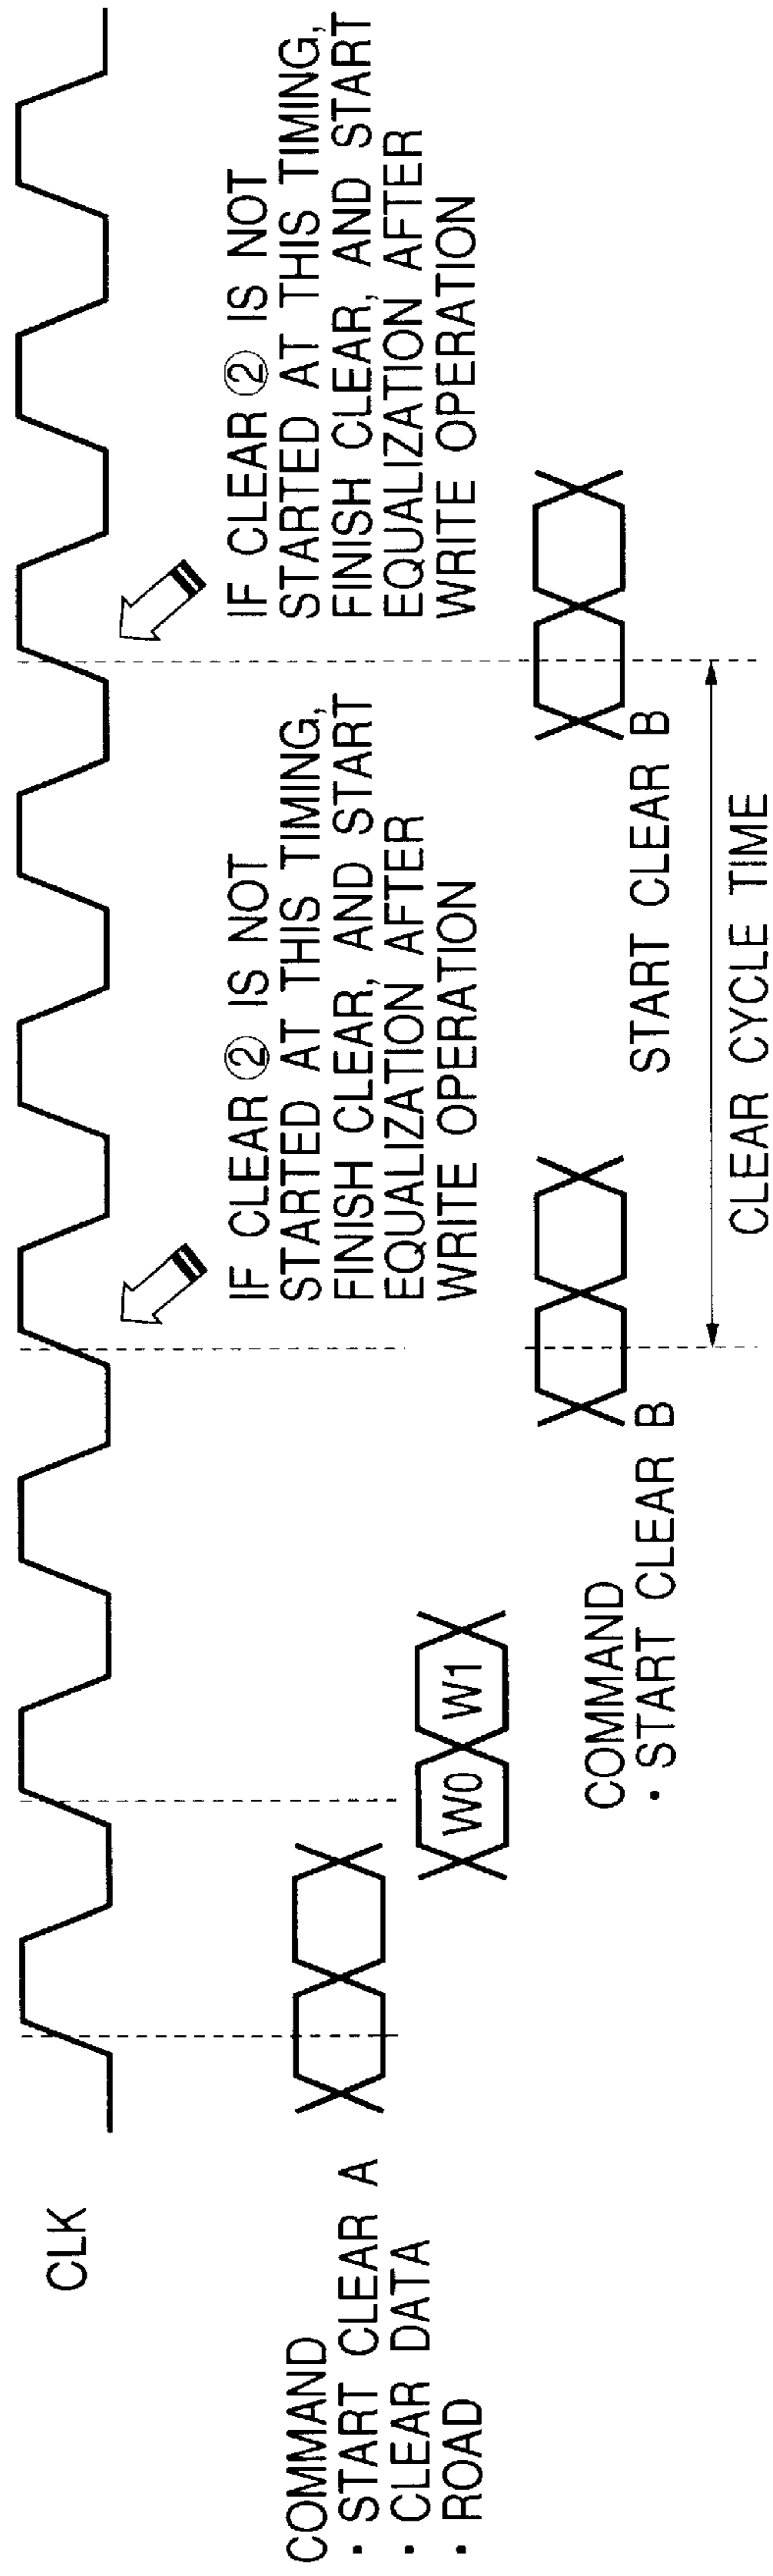 CLK
COMMAND
· START CLEAR A
· CLEAR DATA
· ROAD
W0 W1
COMMAND
· START CLEAR B
IF CLEAR ② IS NOT
STARTED AT THIS TIMING,
FINISH CLEAR, AND START
EQUALIZATION AFTER
WRITE OPERATION
START CLEAR B
CLEAR CYCLE TIME
IF CLEAR ② IS NOT
STARTED AT THIS TIMING,
FINISH CLEAR, AND START
EQUALIZATION AFTER
WRITE OPERATION